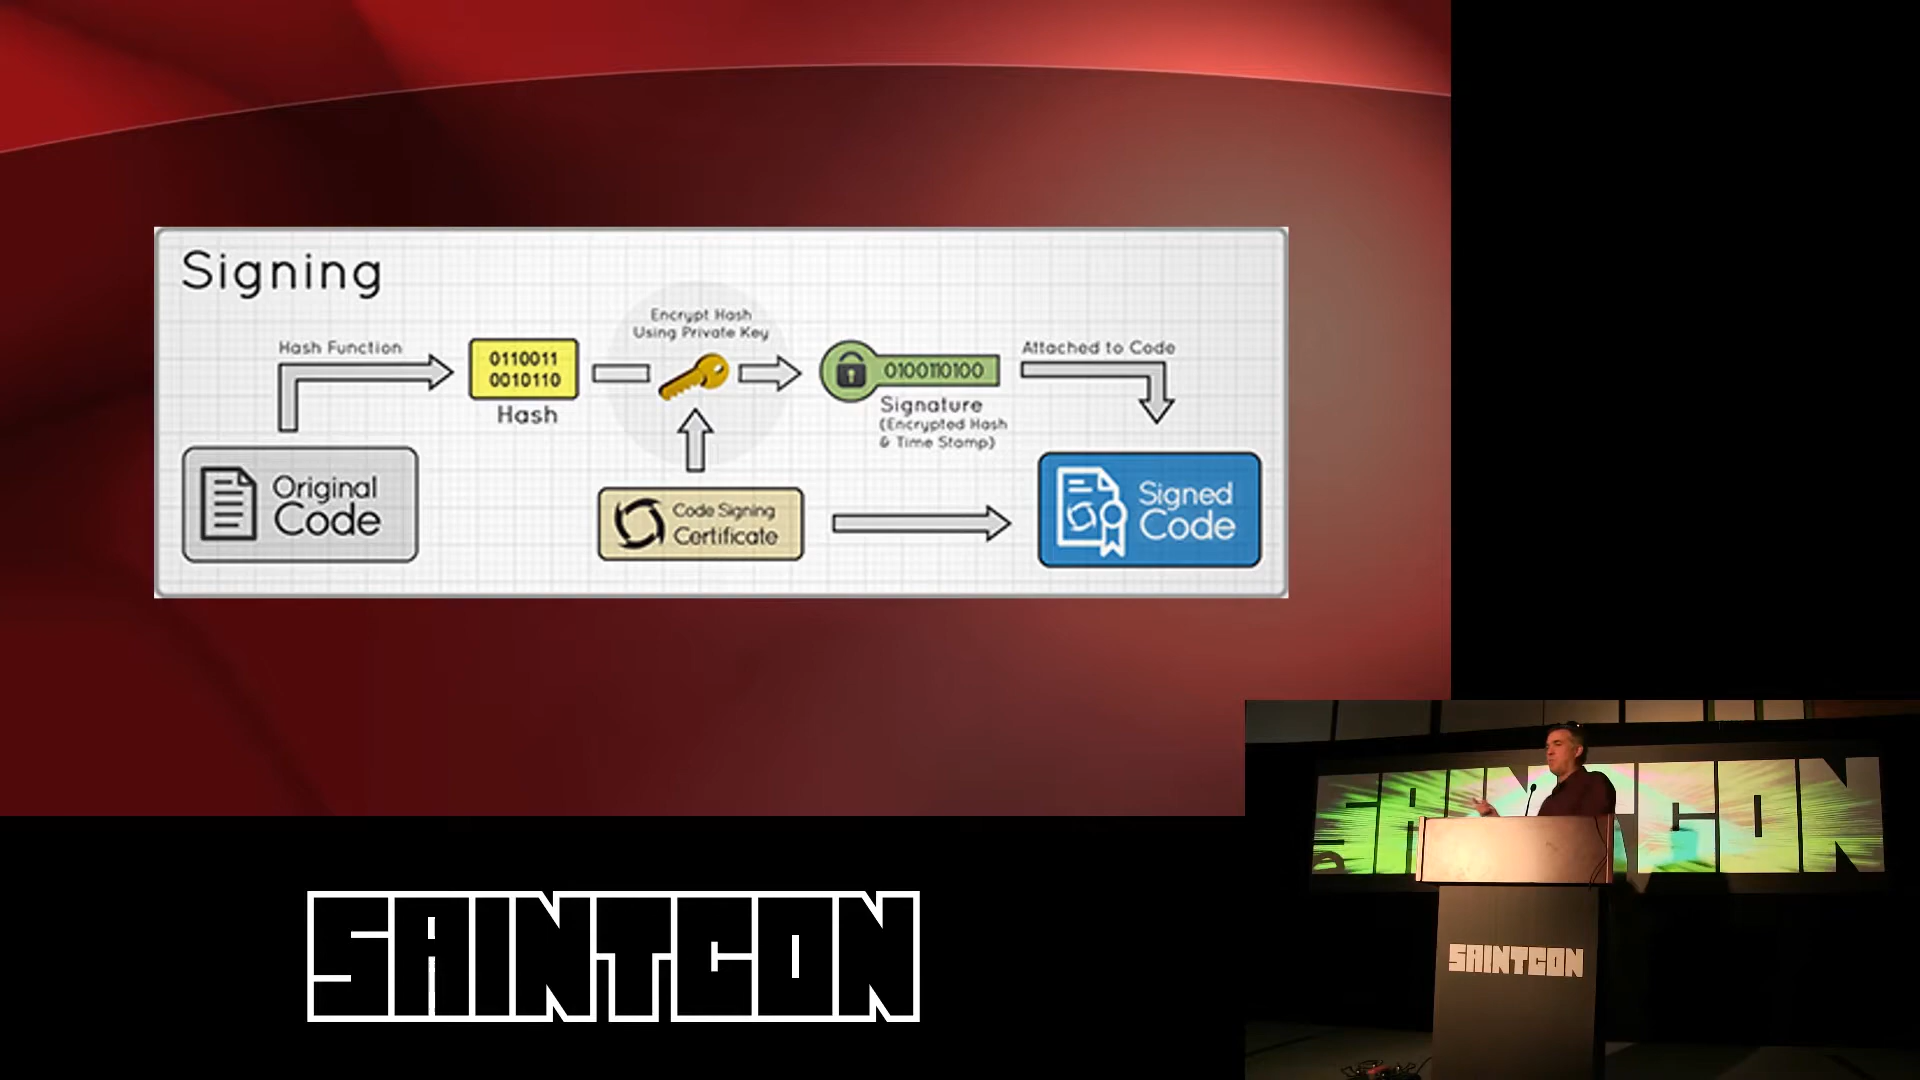 Signing
Encrypt Hash
Using Private Key
Hash Function
0110011
0010110
Hash
0100110100
Attached to Code
Signature
(Encrypted Hash
& Time Stamp)
Original
Code
Code Signing
Certificate
Signed
Code
SAINTCON
SAINTCON
SAINTCON